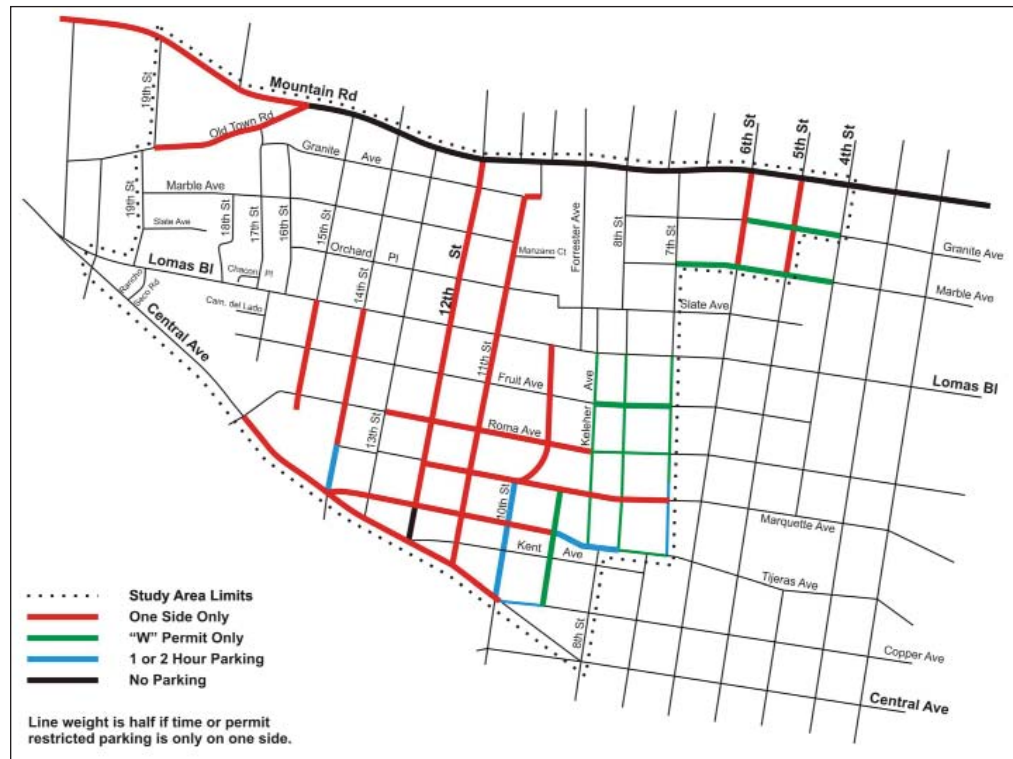 Mountain Rd
19th St
Old Town Rd
6th St
5th St
4th St
Granite Ave
Marble Ave
19th St
Slate Ave
18th St
17th St
16th St
15th St
Orchard Pl
Manzano Ct
Forrester Ave
8th St
7th St
Granite Ave
Marble Ave
Lomas Bl
Rancho
Seco Rd
Chacon Pl
Cam. del Lado
14th St
12th St
Slate Ave
Central Ave
11th St
Fruit Ave
Keleher Ave
Lomas Bl
13th St
Roma Ave
10th St
Marquette Ave
Kent Ave
Tijeras Ave
8th St
Copper Ave
Central Ave
Study Area Limits
One Side Only
“W” Permit Only
1 or 2 Hour Parking
No Parking
Line weight is half if time or permit
restricted parking is only on one side.